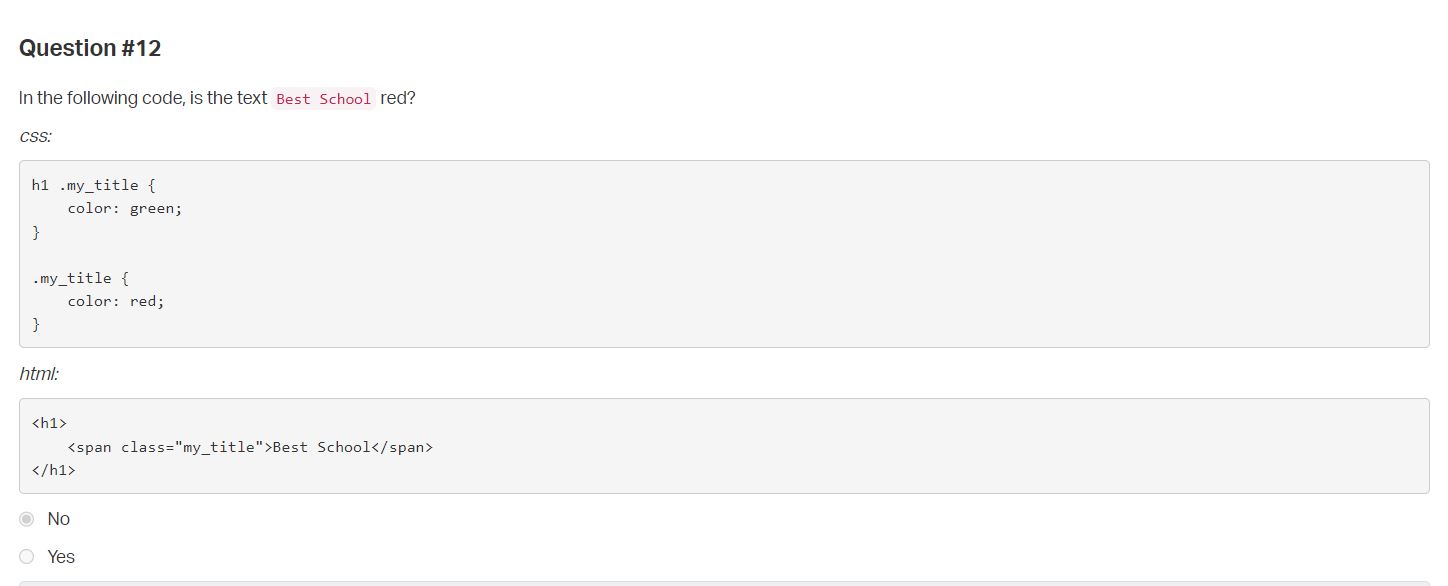 Question #12
In the following code, is the text Best School red?
css:
h1 .my_title {
    color: green;
}
.my_title {
    color: red;
}
html:
<h1>
    <span class="my_title">Best School</span>
</h1>
No
Yes